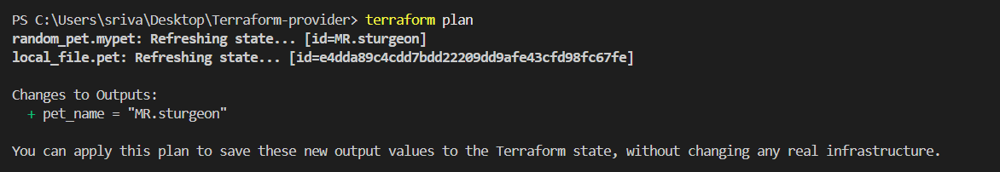 PS C:\Users\sriva\Desktop\Terraform-provider> terraform plan
random_pet.mypet: Refreshing state... [id=MR.sturgeon]
local_file.pet: Refreshing state... [id=e4dda89c4cdd7bdd22209dd9afe43cfd98fc67fe]
Changes to Outputs:
+ pet_name = "MR.sturgeon"
You can apply this plan to save these new output values to the Terraform state, without changing any real infrastructure.